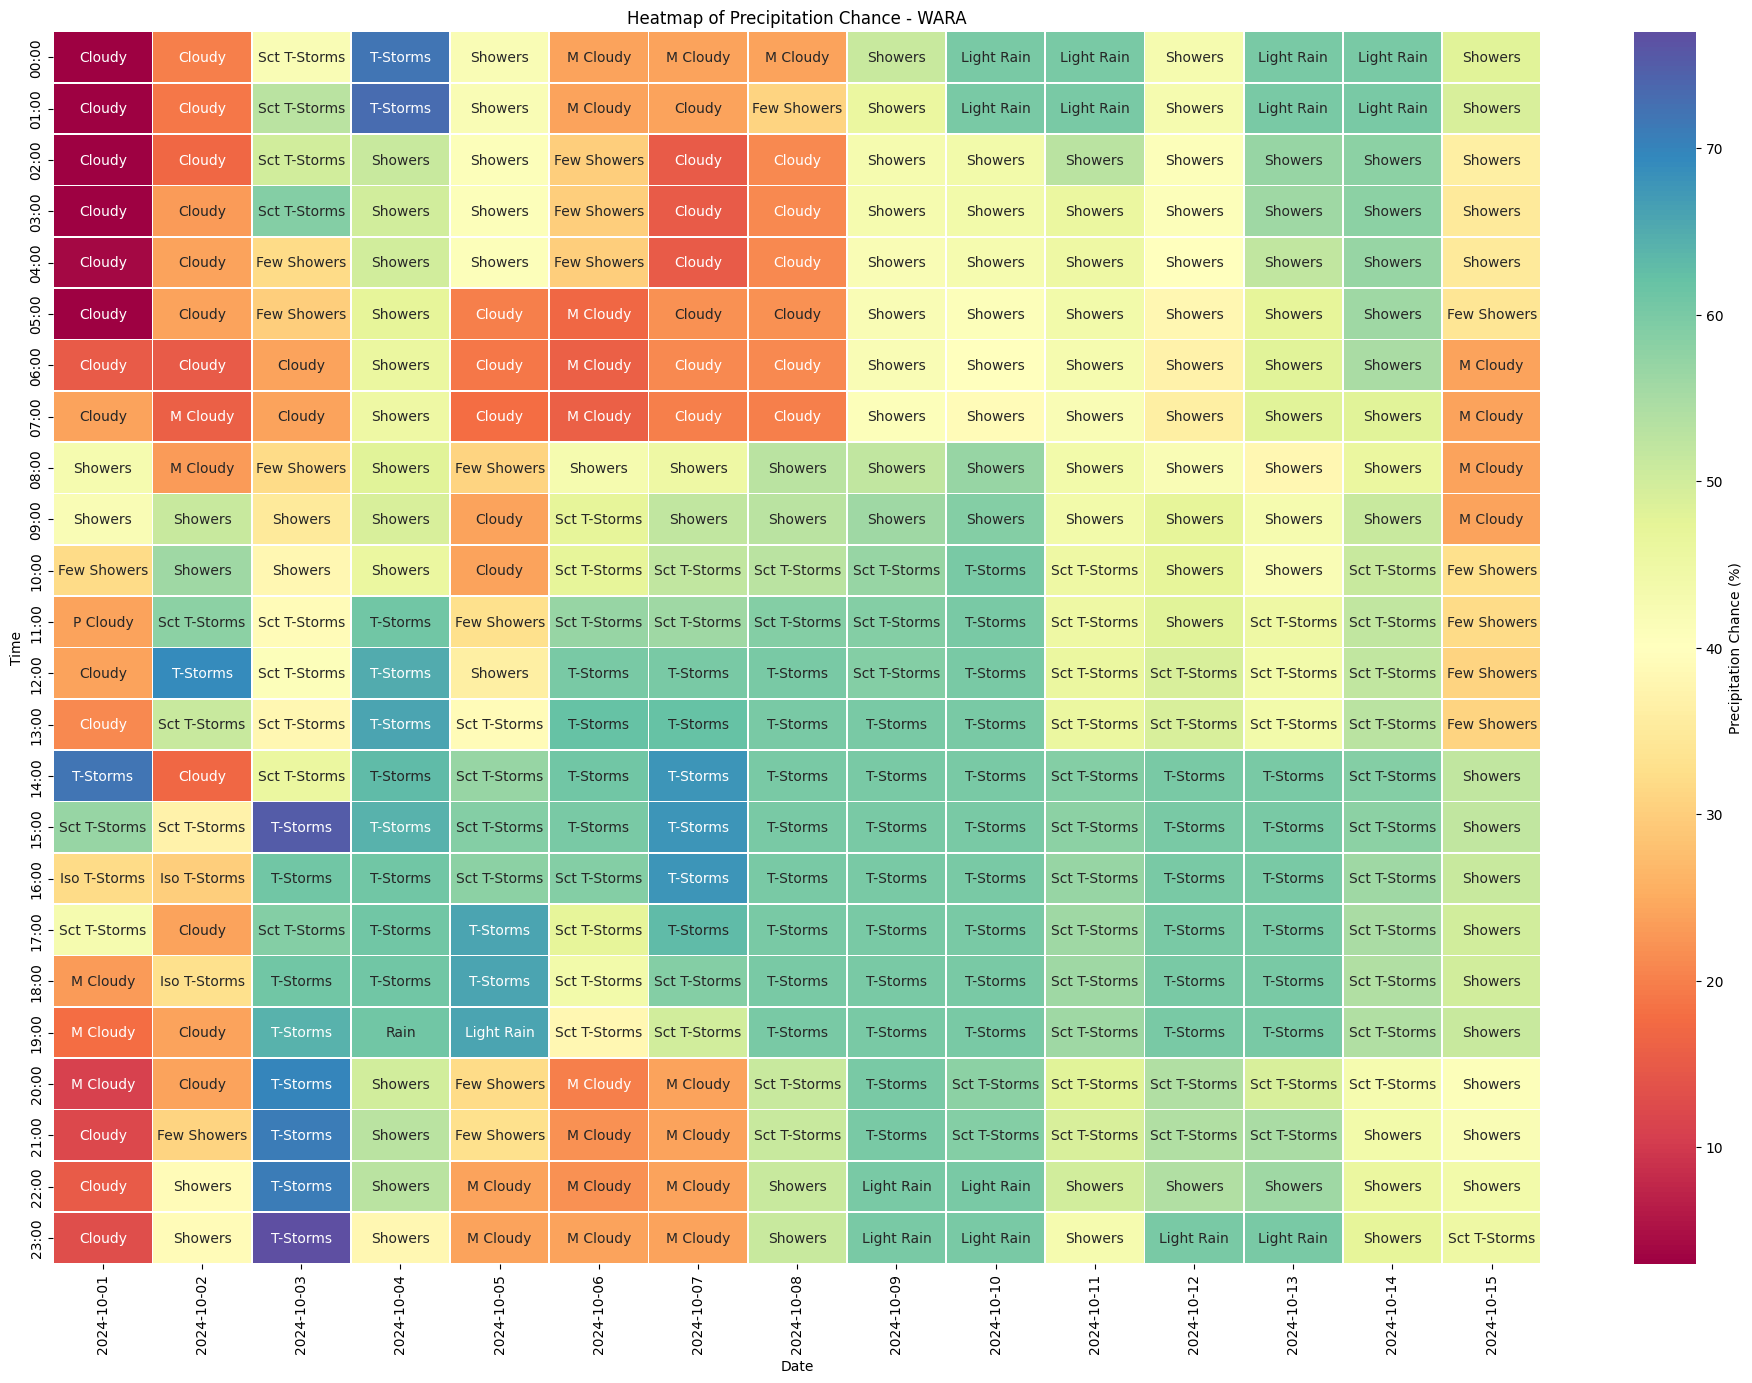 Heatmap of Precipitation Chance - WARA
00:00 Cloudy Cloudy Sct T-Storms T-Storms Showers M Cloudy M Cloudy M Cloudy Showers Light Rain Light Rain Showers Light Rain Light Rain Showers
01:00 Cloudy Cloudy Sct T-Storms T-Storms Showers M Cloudy Cloudy Few Showers Showers Light Rain Light Rain Showers Light Rain Light Rain Showers
02:00 Cloudy Cloudy Sct T-Storms Showers Showers Few Showers Cloudy Cloudy Showers Showers Showers Showers Showers Showers Showers
03:00 Cloudy Cloudy Sct T-Storms Showers Showers Few Showers Cloudy Cloudy Showers Showers Showers Showers Showers Showers Showers
04:00 Cloudy Cloudy Few Showers Showers Showers Few Showers Cloudy Cloudy Showers Showers Showers Showers Showers Showers Showers
05:00 Cloudy Cloudy Few Showers Showers Cloudy M Cloudy Cloudy Cloudy Showers Showers Showers Showers Showers Showers Few Showers
06:00 Cloudy Cloudy Cloudy Showers Cloudy M Cloudy Cloudy Cloudy Showers Showers Showers Showers Showers Showers M Cloudy
07:00 Cloudy M Cloudy Cloudy Showers Cloudy M Cloudy Cloudy Cloudy Showers Showers Showers Showers Showers Showers M Cloudy
08:00 Showers M Cloudy Few Showers Showers Few Showers Showers Showers Showers Showers Showers Showers Showers Showers Showers M Cloudy
09:00 Showers Showers Showers Showers Cloudy Sct T-Storms Showers Showers Showers Showers Showers Showers Showers Showers M Cloudy
10:00 Few Showers Showers Showers Showers Cloudy Sct T-Storms Sct T-Storms Sct T-Storms Sct T-Storms T-Storms Sct T-Storms Showers Showers Sct T-Storms Few Showers
11:00 P Cloudy Sct T-Storms Sct T-Storms T-Storms Few Showers Sct T-Storms Sct T-Storms Sct T-Storms Sct T-Storms T-Storms Sct T-Storms Showers Sct T-Storms Sct T-Storms Few Showers
12:00 Cloudy T-Storms Sct T-Storms T-Storms Showers T-Storms T-Storms T-Storms Sct T-Storms T-Storms Sct T-Storms Sct T-Storms Sct T-Storms Sct T-Storms Few Showers
13:00 Cloudy Sct T-Storms Sct T-Storms T-Storms Sct T-Storms T-Storms T-Storms T-Storms T-Storms T-Storms Sct T-Storms Sct T-Storms Sct T-Storms Sct T-Storms Few Showers
14:00 T-Storms Cloudy Sct T-Storms T-Storms Sct T-Storms T-Storms T-Storms T-Storms T-Storms T-Storms Sct T-Storms T-Storms T-Storms Sct T-Storms Showers
15:00 Sct T-Storms Sct T-Storms T-Storms T-Storms Sct T-Storms T-Storms T-Storms T-Storms T-Storms T-Storms Sct T-Storms T-Storms T-Storms Sct T-Storms Showers
16:00 Iso T-Storms Iso T-Storms T-Storms T-Storms Sct T-Storms Sct T-Storms T-Storms T-Storms T-Storms T-Storms Sct T-Storms T-Storms T-Storms Sct T-Storms Showers
17:00 Sct T-Storms Cloudy Sct T-Storms T-Storms T-Storms Sct T-Storms T-Storms T-Storms T-Storms T-Storms Sct T-Storms T-Storms T-Storms Sct T-Storms Showers
18:00 M Cloudy Iso T-Storms T-Storms T-Storms T-Storms Sct T-Storms Sct T-Storms T-Storms T-Storms T-Storms Sct T-Storms T-Storms T-Storms Sct T-Storms Showers
19:00 M Cloudy Cloudy T-Storms Rain Light Rain Sct T-Storms Sct T-Storms T-Storms T-Storms T-Storms Sct T-Storms T-Storms T-Storms Sct T-Storms Showers
20:00 M Cloudy Cloudy T-Storms Showers Few Showers M Cloudy M Cloudy Sct T-Storms T-Storms Sct T-Storms Sct T-Storms Sct T-Storms Sct T-Storms Sct T-Storms Showers
21:00 Cloudy Few Showers T-Storms Showers Few Showers M Cloudy M Cloudy Sct T-Storms T-Storms Sct T-Storms Sct T-Storms Sct T-Storms Sct T-Storms Showers Showers
22:00 Cloudy Showers T-Storms Showers M Cloudy M Cloudy M Cloudy Showers Light Rain Light Rain Showers Showers Showers Showers Showers
23:00 Cloudy Showers T-Storms Showers M Cloudy M Cloudy M Cloudy Showers Light Rain Light Rain Showers Light Rain Light Rain Showers Sct T-Storms
2024-10-01 2024-10-02 2024-10-03 2024-10-04 2024-10-05 2024-10-06 2024-10-07 2024-10-08 2024-10-09 2024-10-10 2024-10-11 2024-10-12 2024-10-13 2024-10-14 2024-10-15
Date
Time
70
60
50
40
30
20
10
Precipitation Chance (%)